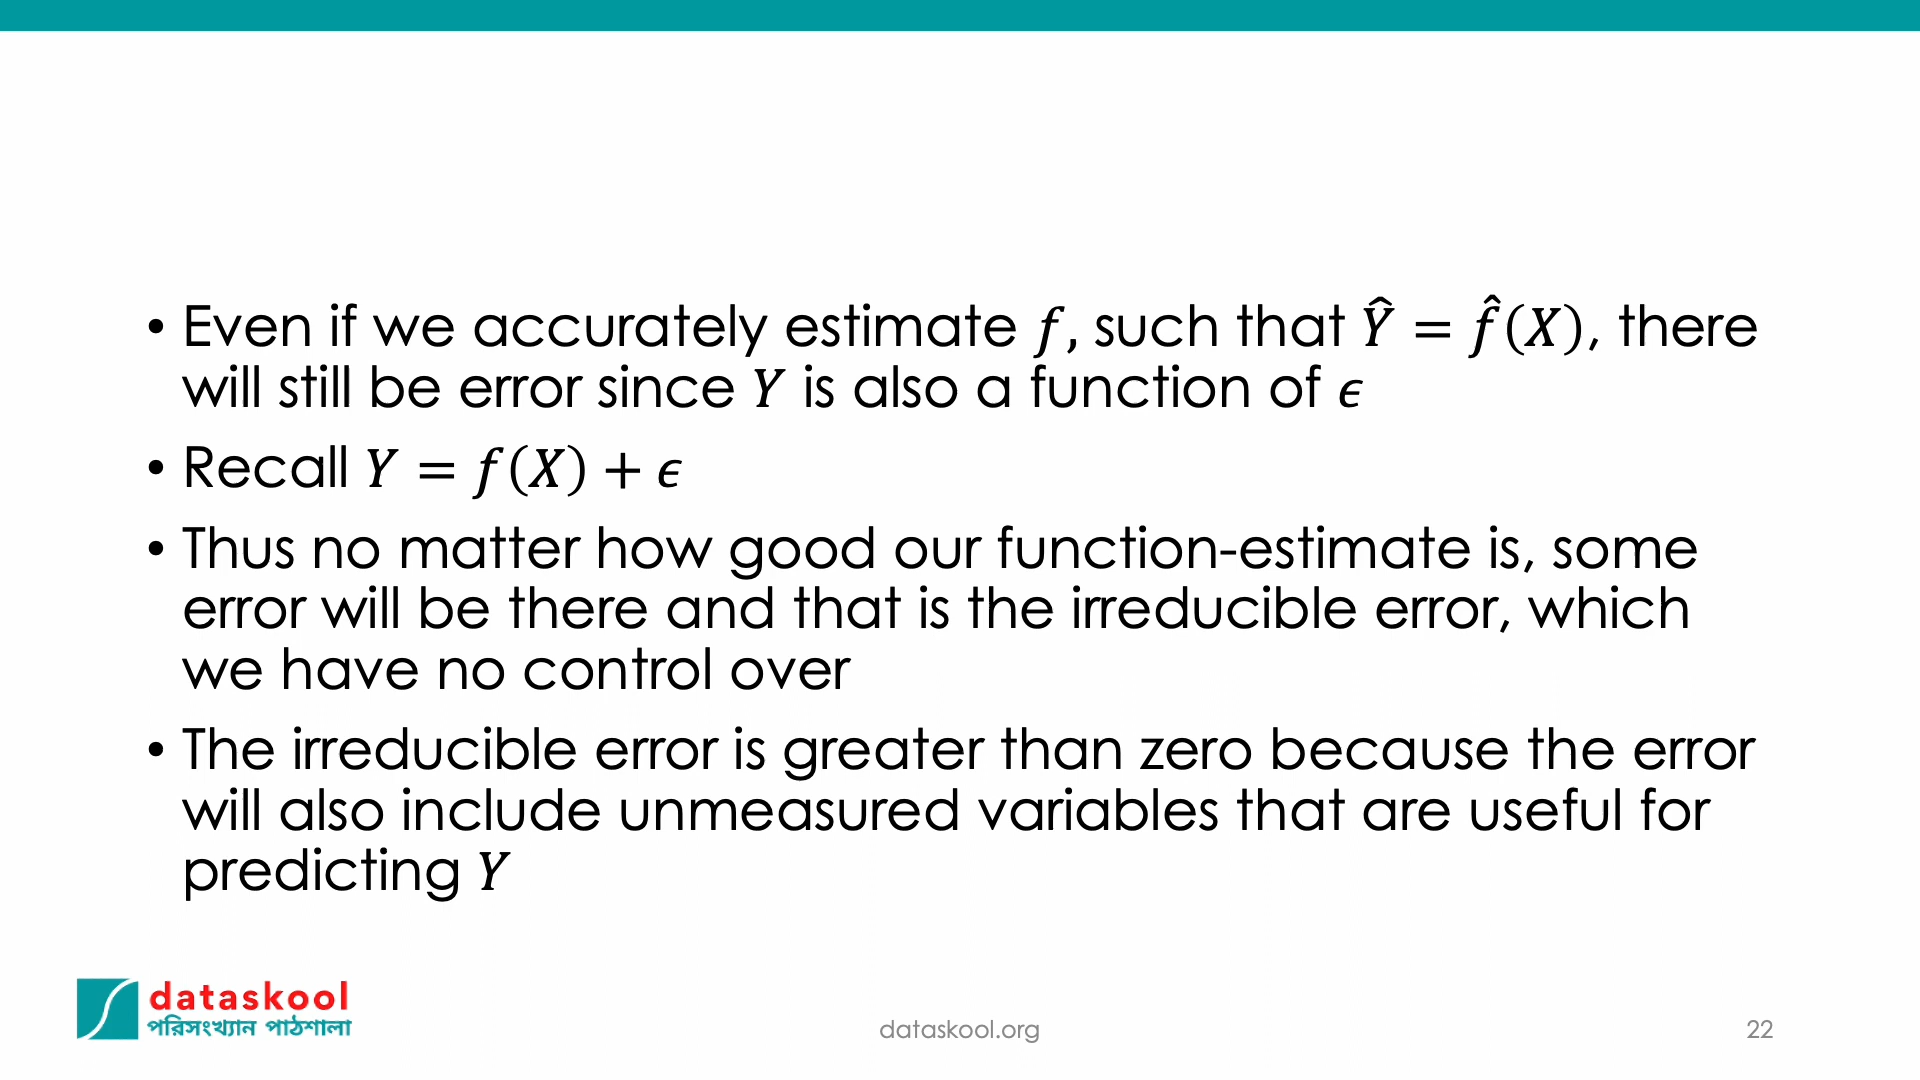 • Even if we accurately estimate 𝑓, such that Ŷ = f̂(X), there
will still be error since Y is also a function of ϵ
• Recall Y = f(X) + ϵ
• Thus no matter how good our function-estimate is, some
error will be there and that is the irreducible error, which
we have no control over
• The irreducible error is greater than zero because the error
will also include unmeasured variables that are useful for
predicting Y
dataskool
পরিসংখ্যান পাঠশালা
dataskool.org
22